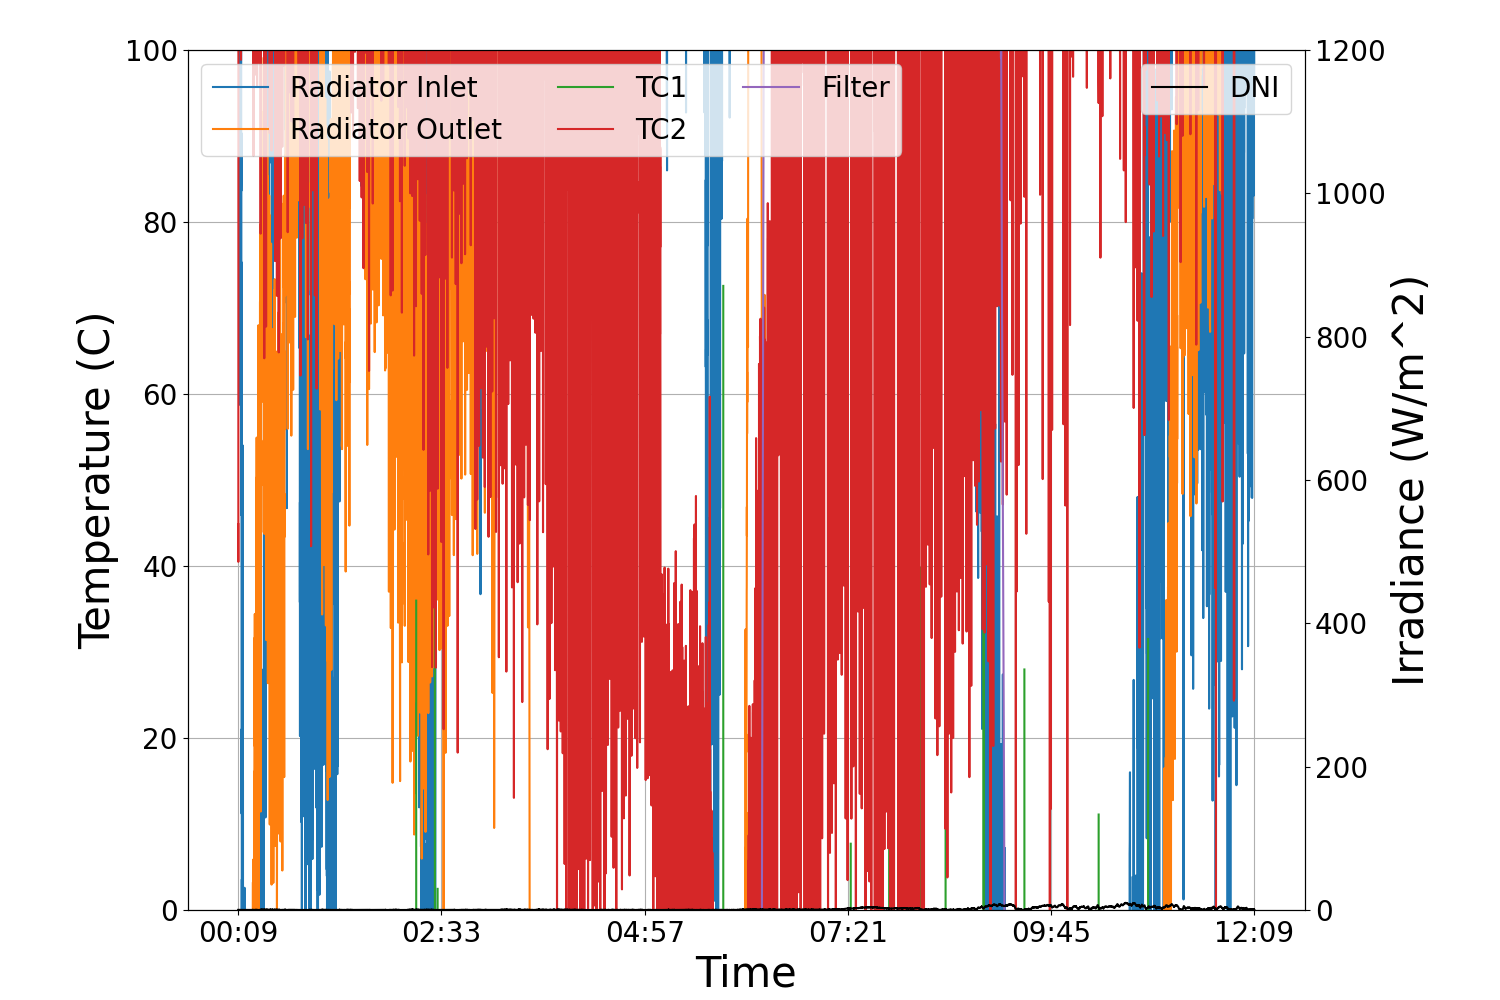 100
80
60
40
20
0
Temperature (C)
Radiator Inlet
Radiator Outlet
TC1
TC2
Filter
DNI
1200
1000
800
600
400
200
0
Irradiance (W/m^2)
00:09
02:33
04:57
07:21
09:45
12:09
Time